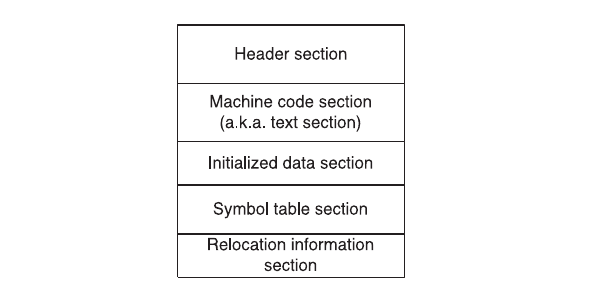 Header section
Machine code section
(a.k.a. text section)
Initialized data section
Symbol table section
Relocation information
section